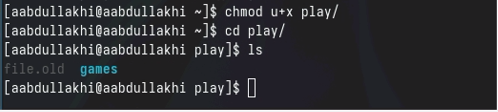 [aabdullakhi@aabdullakhi ~]$ chmod u+x play/
[aabdullakhi@aabdullakhi ~]$ cd play/
[aabdullakhi@aabdullakhi play]$ ls
file.old  games
[aabdullakhi@aabdullakhi play]$